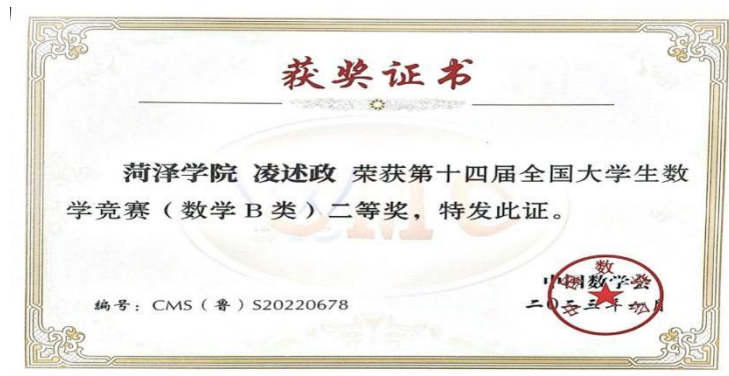 获奖证书
菏泽学院 凌述政 荣获第十四届全国大学生数
学竞赛（数学 B 类）二等奖，特发此证。
中国数学会
编号：CMS（鲁）S20220678